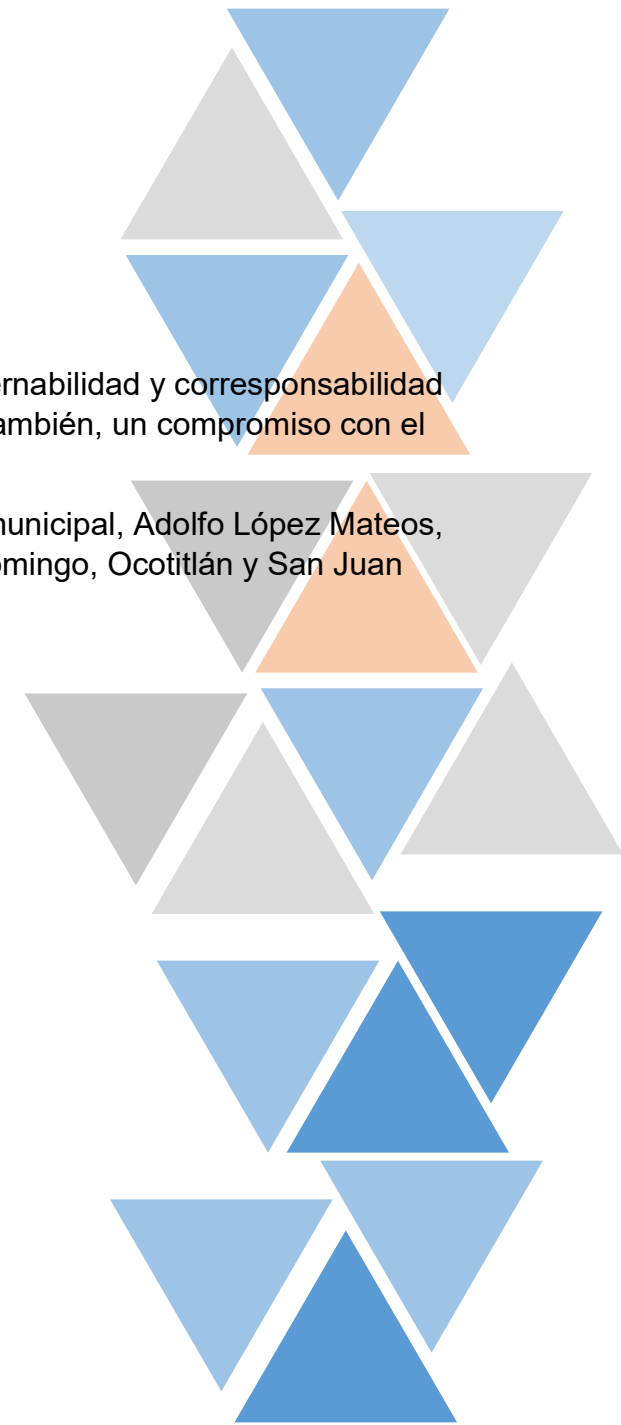 ernabilidad y corresponsabilidad
ambién, un compromiso con el
municipal, Adolfo López Mateos,
omingo, Ocotitlán y San Juan